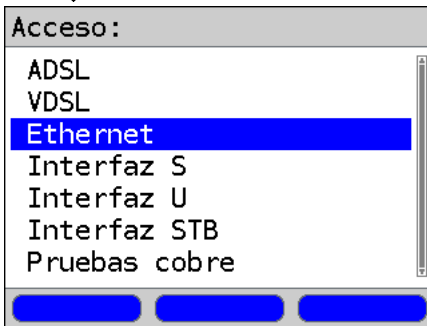 Acceso:
ADSL
VDSL
Ethernet
Interfaz S
Interfaz U
Interfaz STB
Pruebas cobre